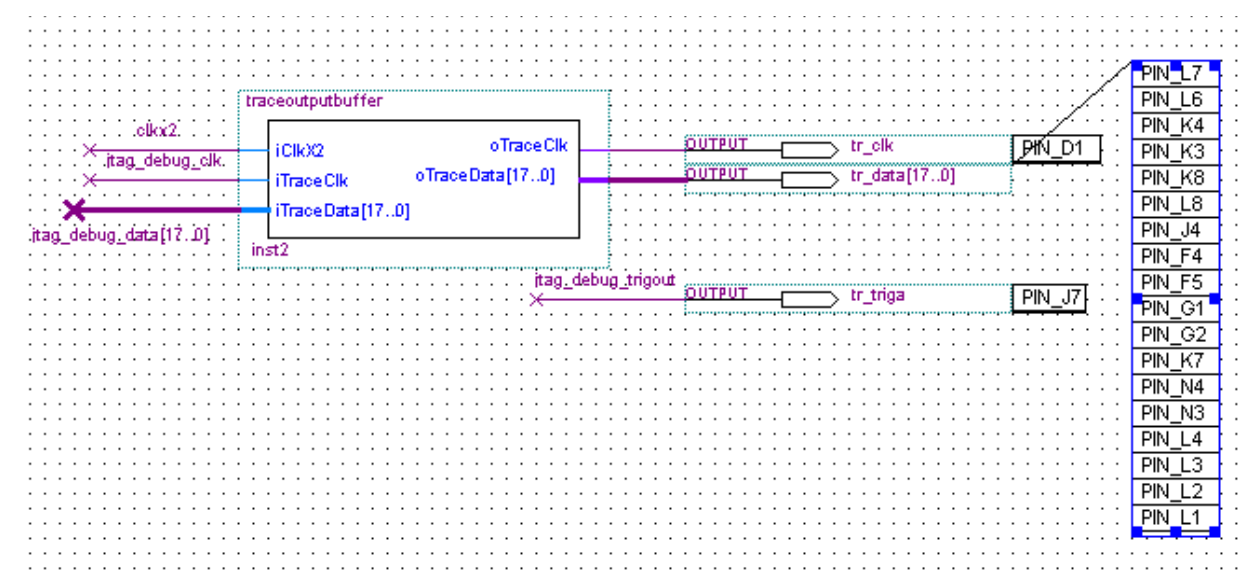 traceoutputbuffer
clkx2
iClkX2
oTraceClk
OUTPUT
tr_clk
PIN_D1
jtag_debug_clk
iTraceClk
oTraceData[17..0]
OUTPUT
tr_data[17..0]
iTraceData[17..0]
jtag_debug_data[17..0]
inst2
jtag_debug_trigout
OUTPUT
tr_triga
PIN_J7
PIN_L7
PIN_L6
PIN_K4
PIN_K3
PIN_K8
PIN_L8
PIN_J4
PIN_F4
PIN_F5
PIN_G1
PIN_G2
PIN_K7
PIN_N4
PIN_N3
PIN_L4
PIN_L3
PIN_L2
PIN_L1